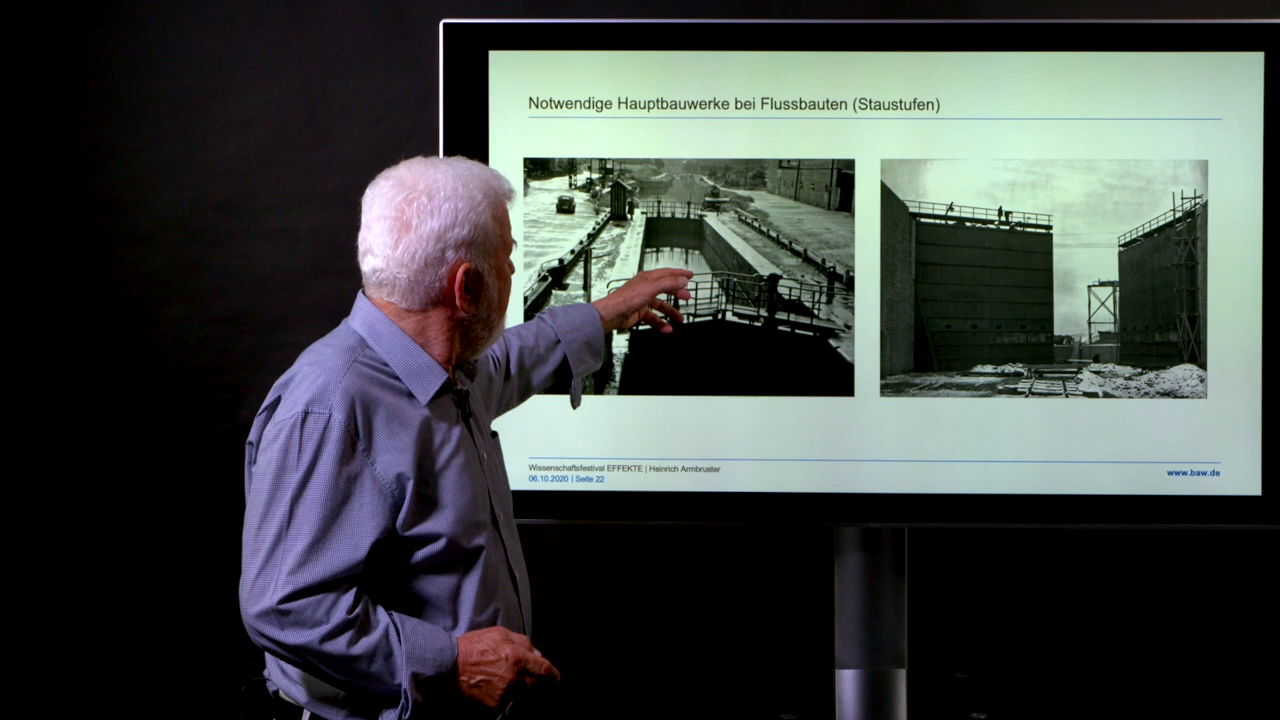 Notwendige Hauptbauwerke bei Flussbauten (Staustufen)
Wissenschaftsfestival EFFEKTE | Heinrich Armbruster
06.10.2020 | Seite 22
www.baw.de